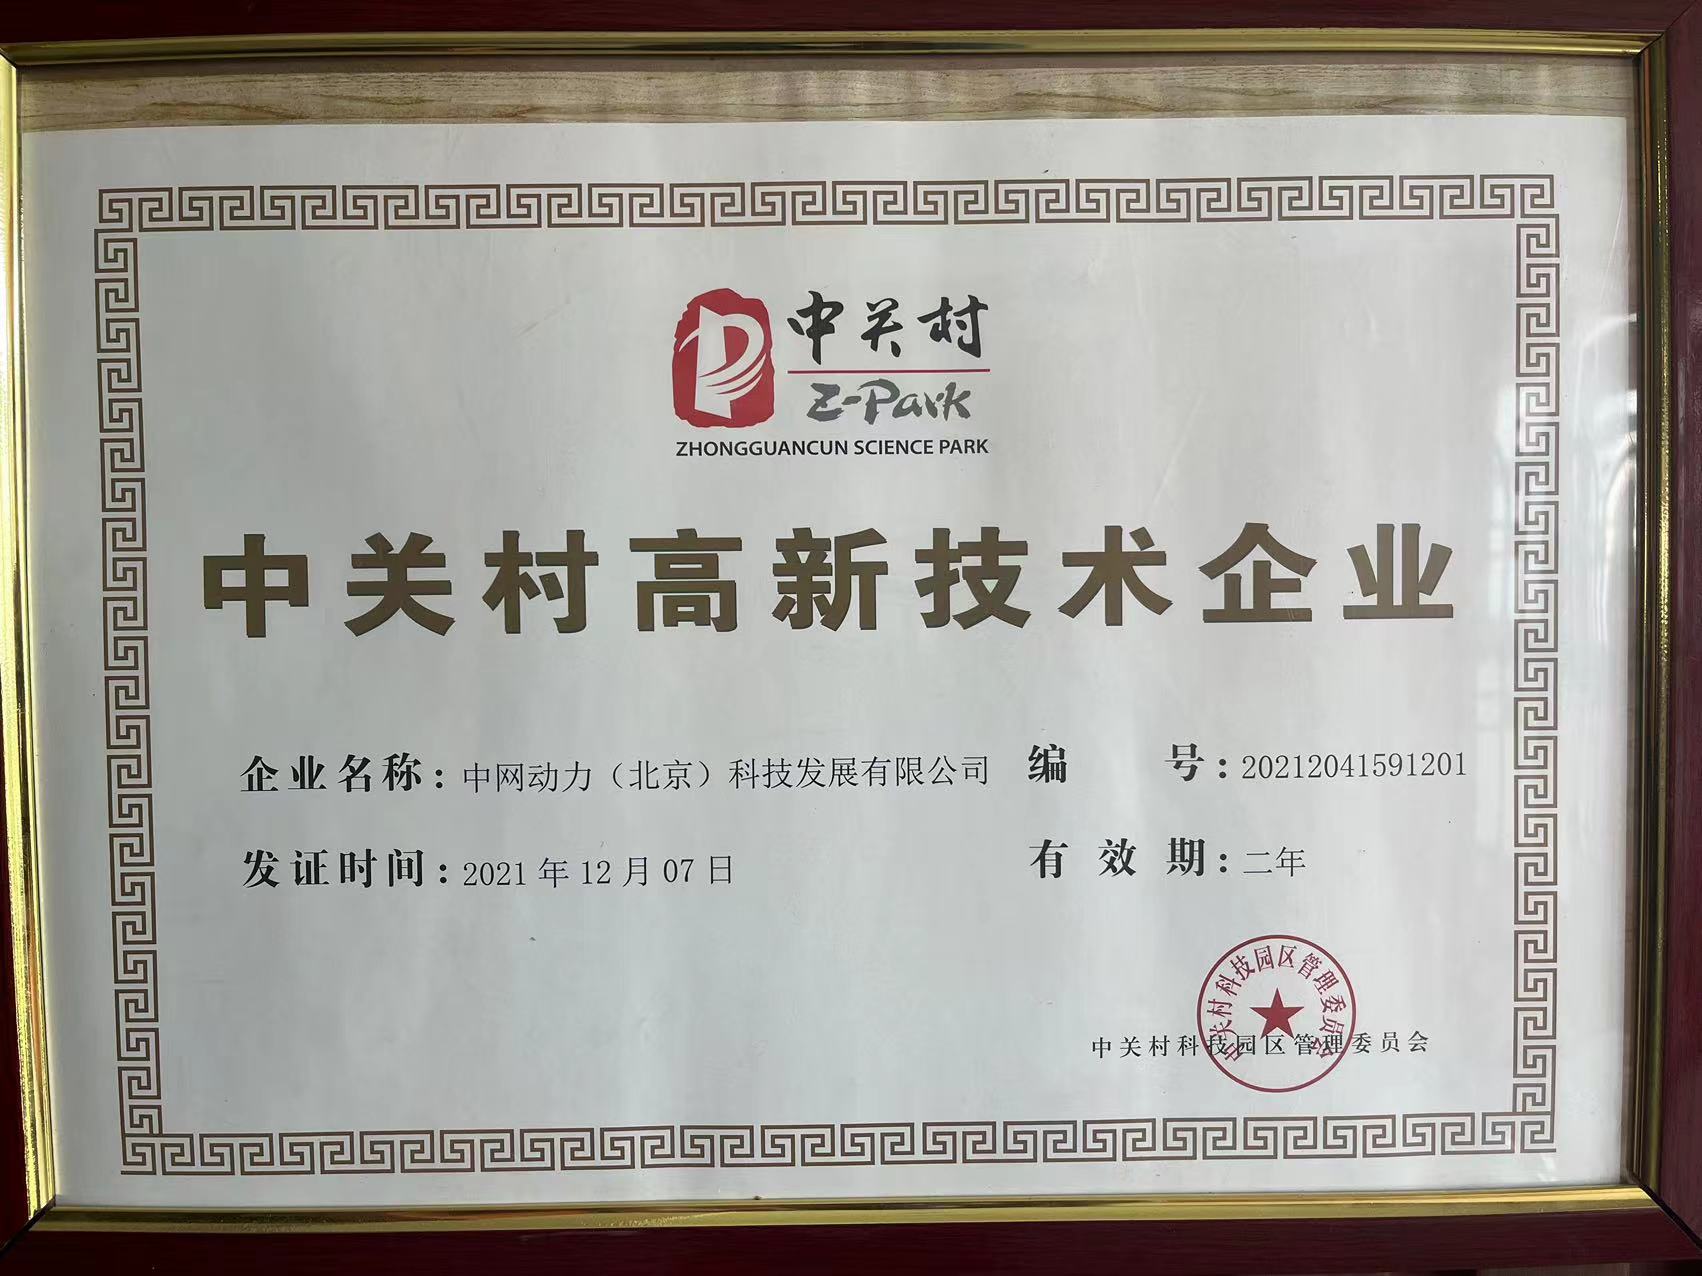 中关村
Z-Park
ZHONGGUANCUN SCIENCE PARK
中关村高新技术企业
企业名称：中网动力（北京）科技发展有限公司
编 号：20212041591201
发证时间：2021年12月07日
有 效 期：二年
中关村科技园区管理委员会
中关村科技园区管理委员会